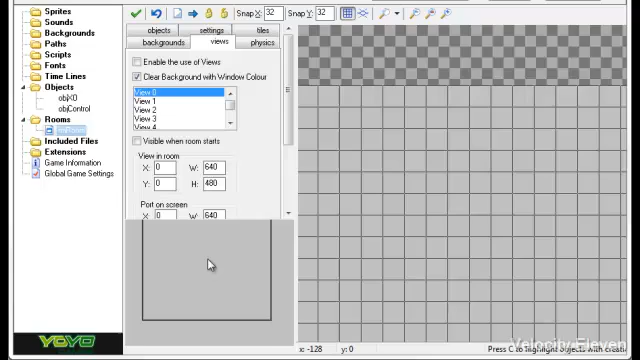 Sprites
Sounds
Backgrounds
Paths
Scripts
Fonts
Time Lines
Objects
objX0
objControl
Rooms
Included Files
Extensions
Game Information
Global Game Settings
YOYO
Snap X: 32 Snap Y: 32
objects settings tiles
backgrounds views physics
Enable the use of Views
Clear Background with Window Colour
View 0
View 1
View 2
View 3
View 4
Visible when room starts
View in room
X: 0 W: 640
Y: 0 H: 480
Port on screen
X: 0 W: 640
x: -128 y: 0 Press C to highlight objects with creati
Velocity Eleven